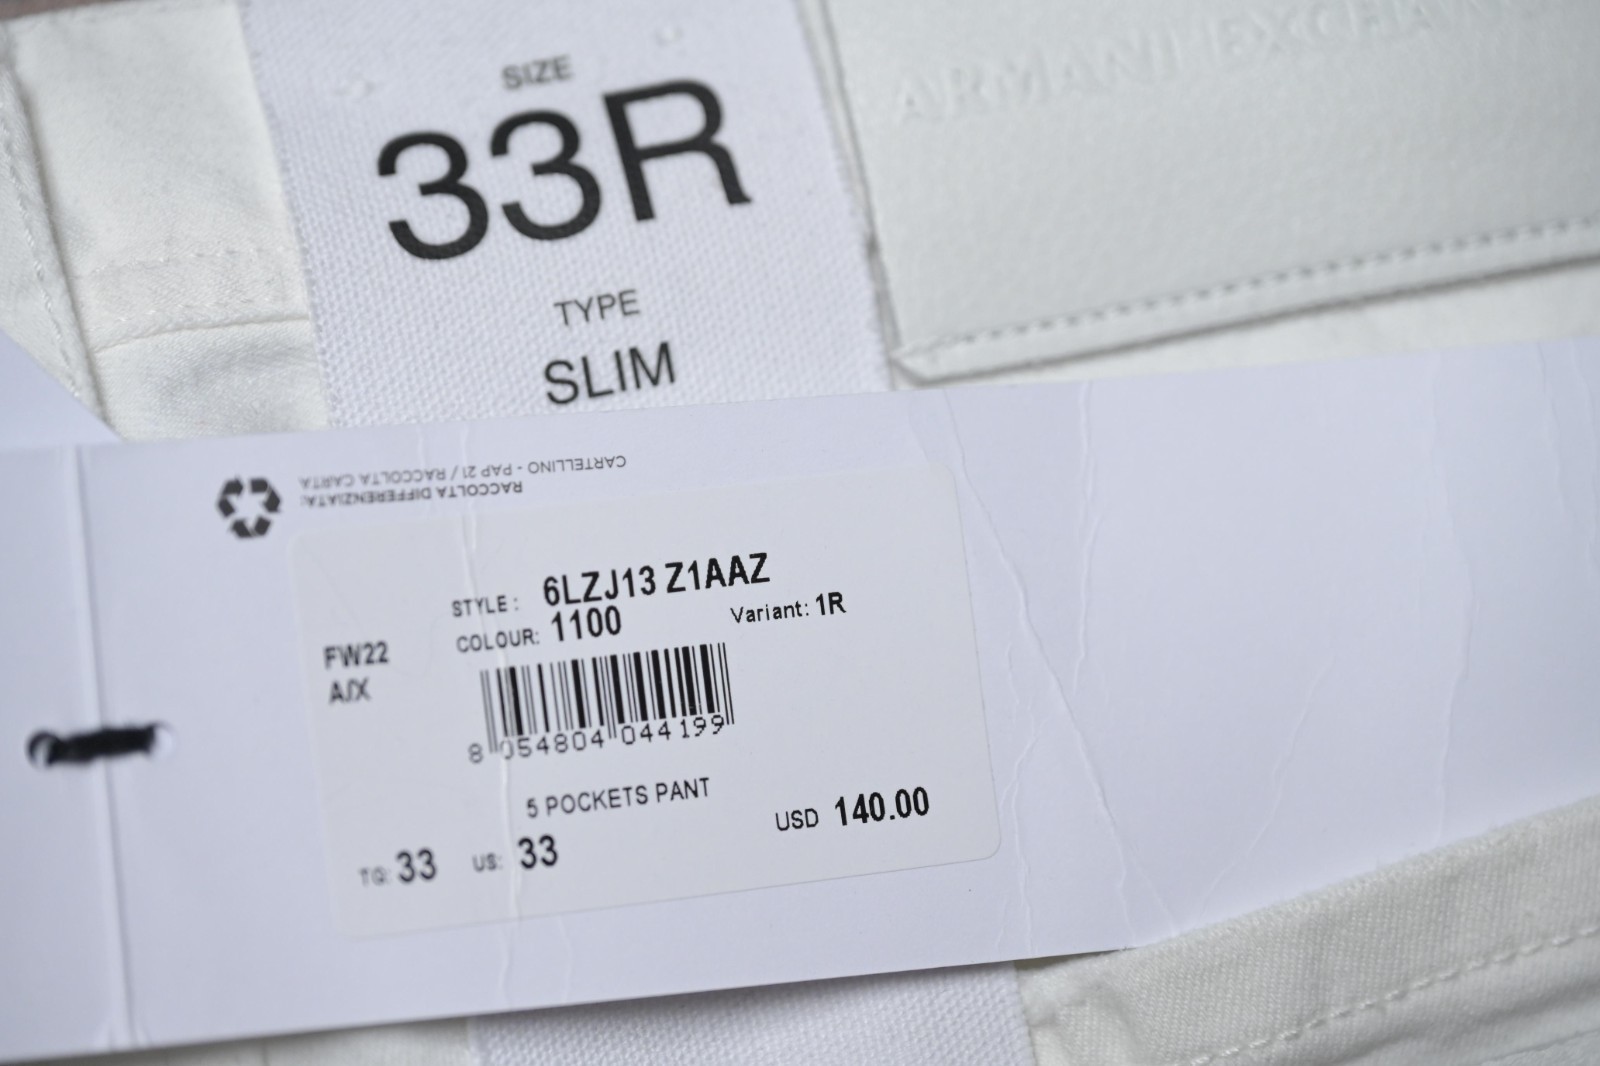 SIZE
33R
TYPE
SLIM
ARMANI EXCHAN
RACCOLTA DIFFERENZIATA:
CARTELLINO - PAP 21 / RACCOLTA CARTA
STYLE: 6LZJ13 Z1AAZ
COLOUR: 1100 Variant: 1R
FW22
A/X
8 054804 044199
5 POCKETS PANT
USD 140.00
TG: 33 US: 33